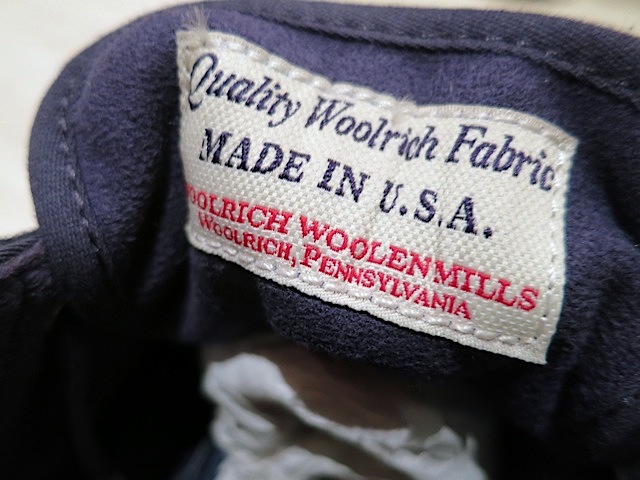 Quality Woolrich Fabric
MADE IN U.S.A.
WOOLRICH WOOLEN MILLS
WOOLRICH, PENNSYLVANIA